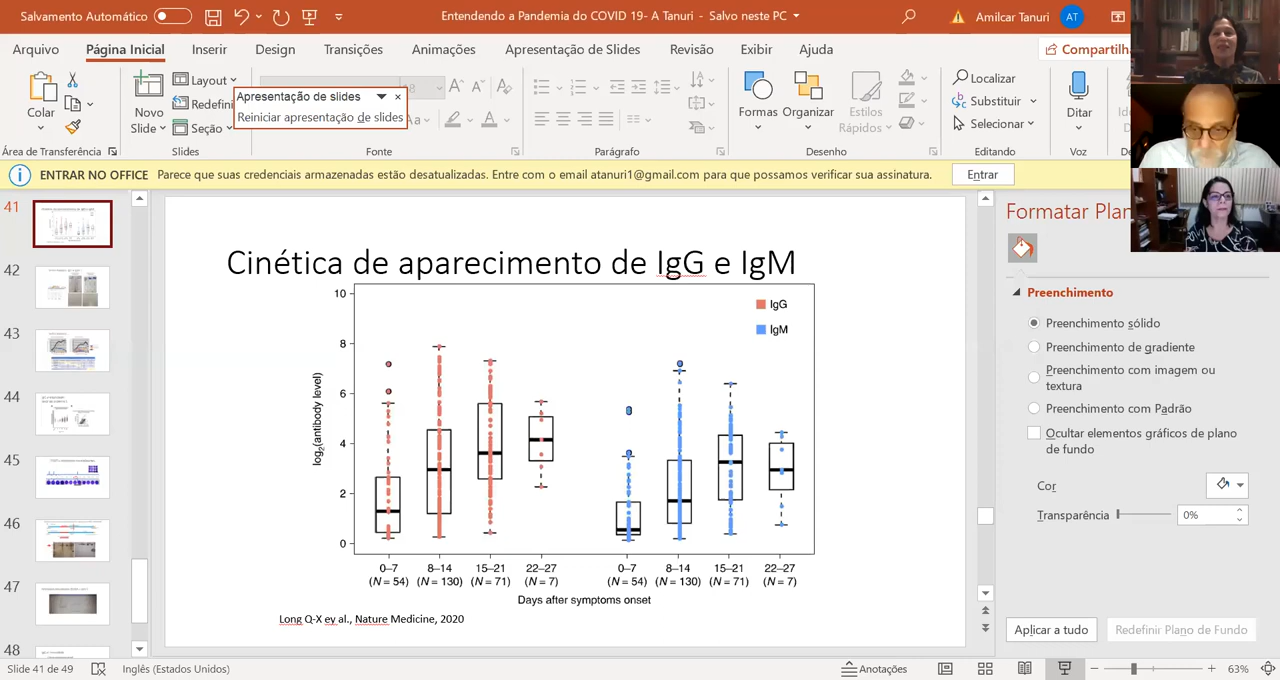 Salvamento Automático
Entendendo a Pandemia do COVID 19- A Tanuri - Salvo neste PC
Amilcar Tanuri
AT
Arquivo
Página Inicial
Inserir
Design
Transições
Animações
Apresentação de Slides
Revisão
Exibir
Ajuda
Compartilh
Colar
Novo
Slide
Layout
Redefini
Seção
Apresentação de slides
Reiniciar apresentação de slides
Aa
Formas
Organizar
Estilos
Rápidos
Localizar
Substituir
Selecionar
Ditar
Área de Transferência
Slides
Fonte
Parágrafo
Desenho
Editando
Voz
ENTRAR NO OFFICE
Parece que suas credenciais armazenadas estão desatualizadas. Entre com o email atanuri1@gmail.com para que possamos verificar sua assinatura.
Entrar
41
42
43
44
45
46
47
48
Cinética de aparecimento de IgG e IgM
IgG
IgM
log2(antibody level)
10
8
6
4
2
0
0–7 8–14 15–21 22–27 0–7 8–14 15–21 22–27
(N = 54) (N = 130) (N = 71) (N = 7) (N = 54) (N = 130) (N = 71) (N = 7)
Days after symptoms onset
Long Q-X ey al., Nature Medicine, 2020
Formatar Plan
Preenchimento
Preenchimento sólido
Preenchimento de gradiente
Preenchimento com imagem ou
textura
Preenchimento com Padrão
Ocultar elementos gráficos de plano
de fundo
Cor
Transparência
0%
Aplicar a tudo
Redefinir Plano de Fundo
Slide 41 de 49
Inglês (Estados Unidos)
Anotações
63%